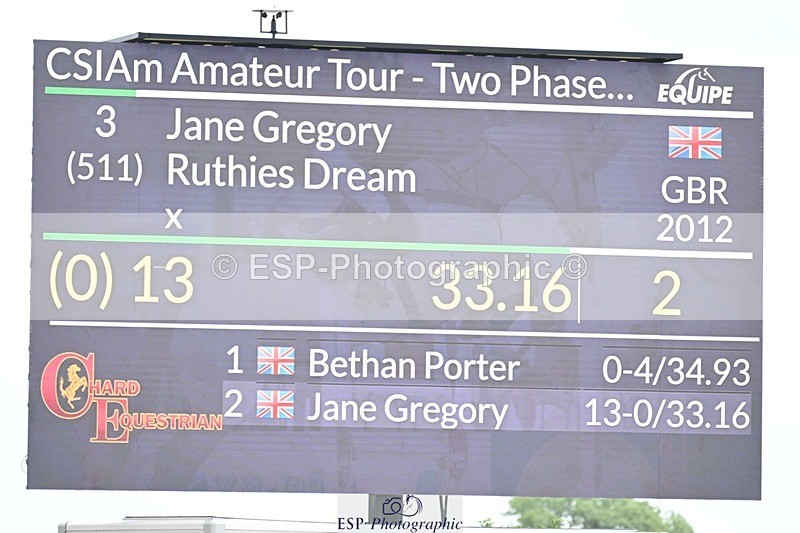 CSIAm Amateur Tour - Two Phase...
EQUIPE
3 Jane Gregory
(511) Ruthies Dream
GBR
x 2012
© ESP-Photographic ©
(0) 13 33.16 2
1 Bethan Porter 0-4/34.93
2 Jane Gregory 13-0/33.16
CHARD
EQUESTRIAN
ESP-Photographic